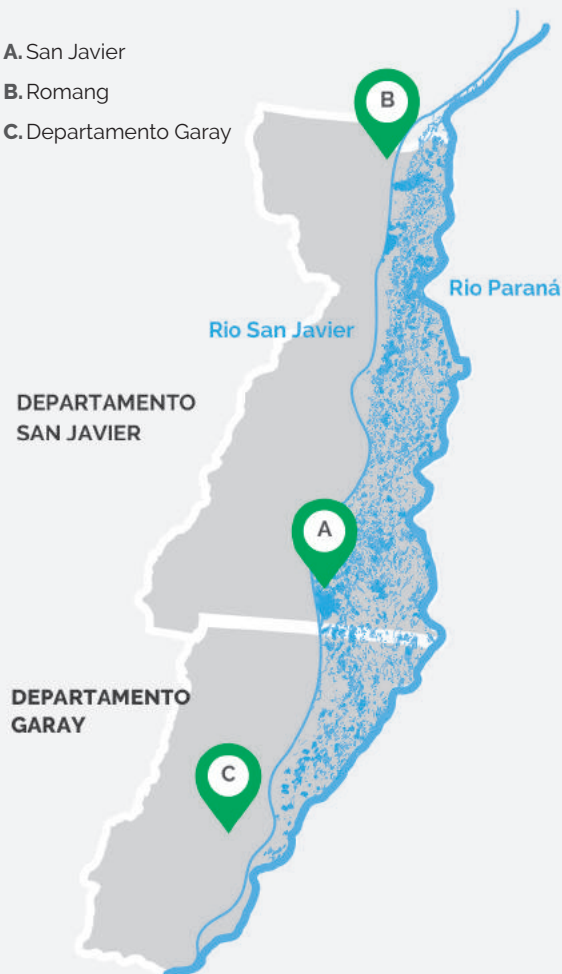 A. San Javier
B. Romang
C. Departamento Garay
B
Rio Paraná
Rio San Javier
DEPARTAMENTO
SAN JAVIER
A
DEPARTAMENTO
GARAY
C